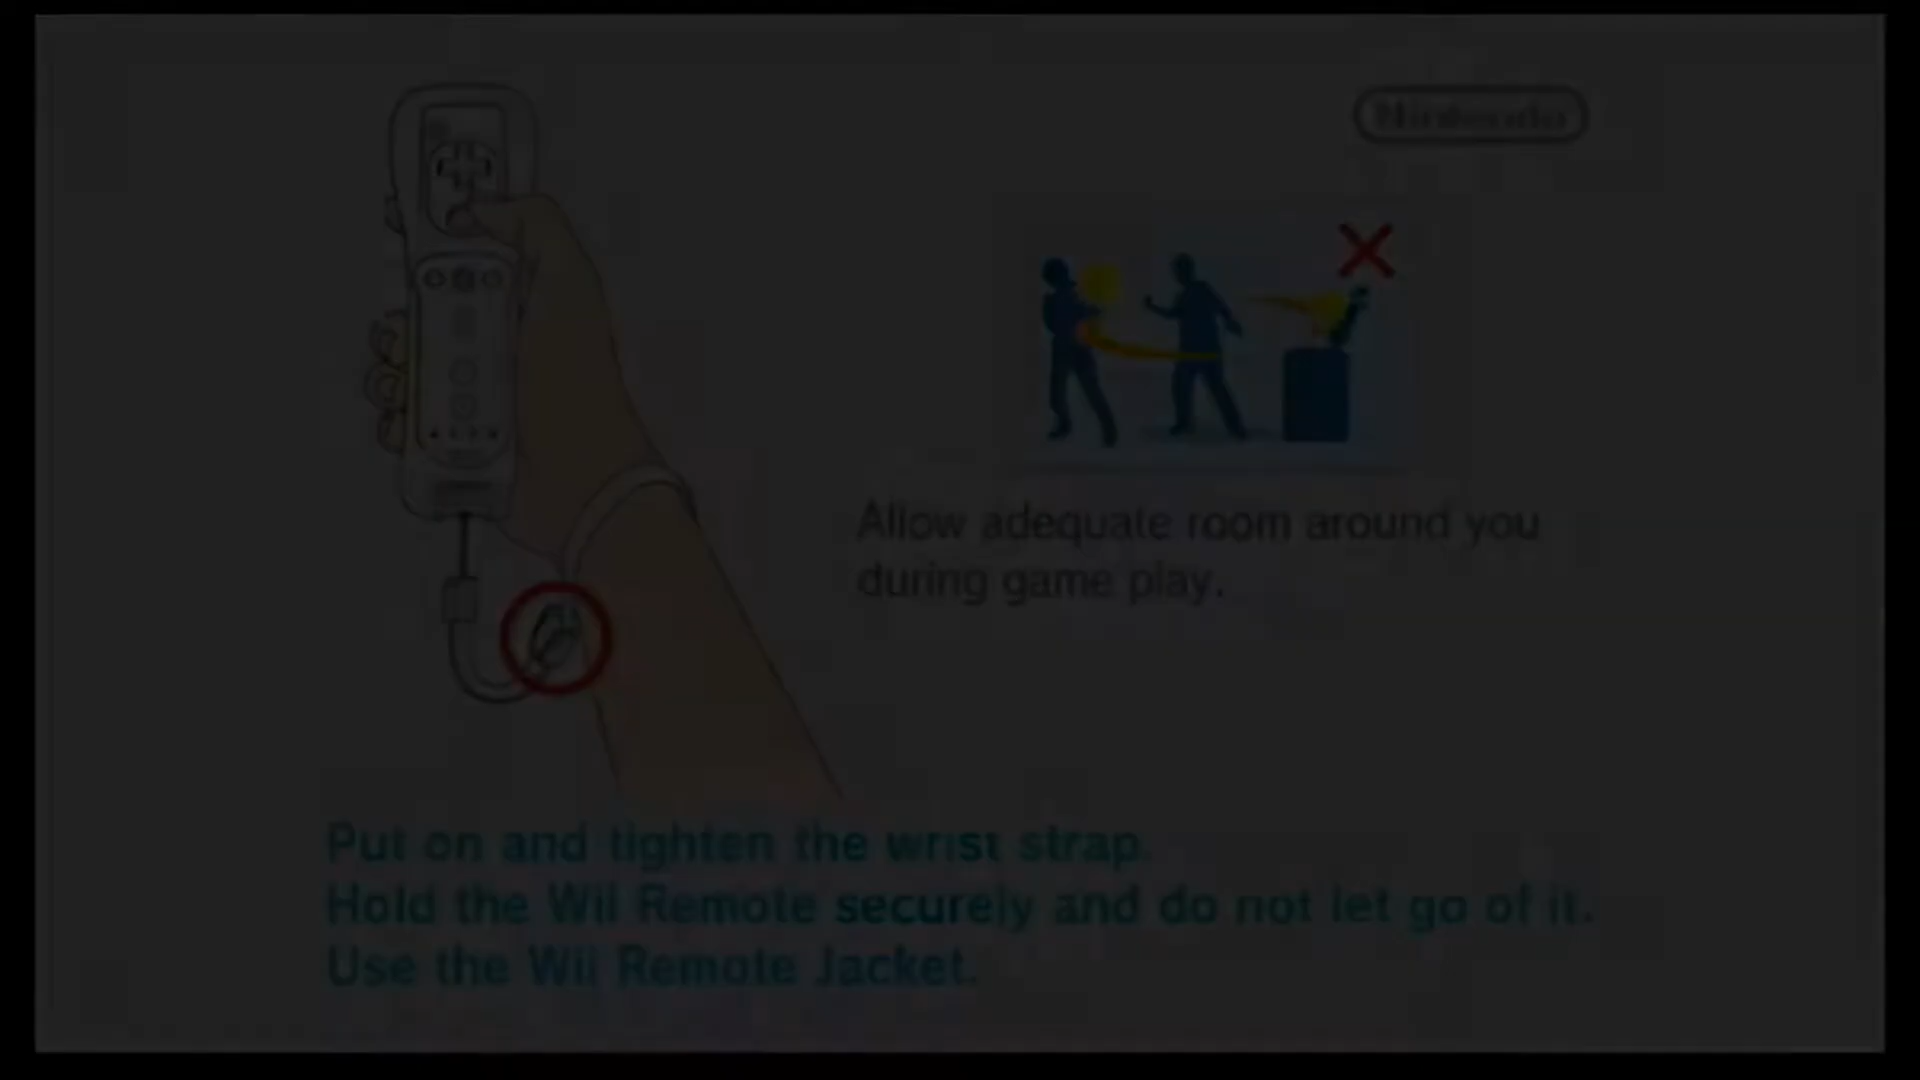 Nintendo
Allow adequate room around you
during game play.
Put on and tighten the wrist strap.
Hold the Wii Remote securely and do not let go of it.
Use the Wii Remote Jacket.